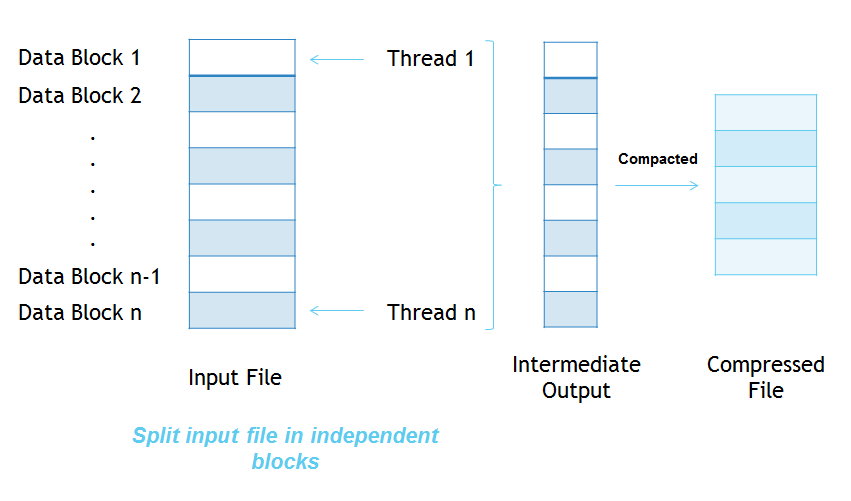 Data Block 1
Thread 1
Data Block 2
.
.
.
.
.
Compacted
Data Block n-1
Data Block n
Thread n
Input File
Intermediate
Output
Compressed
File
Split input file in independent
blocks